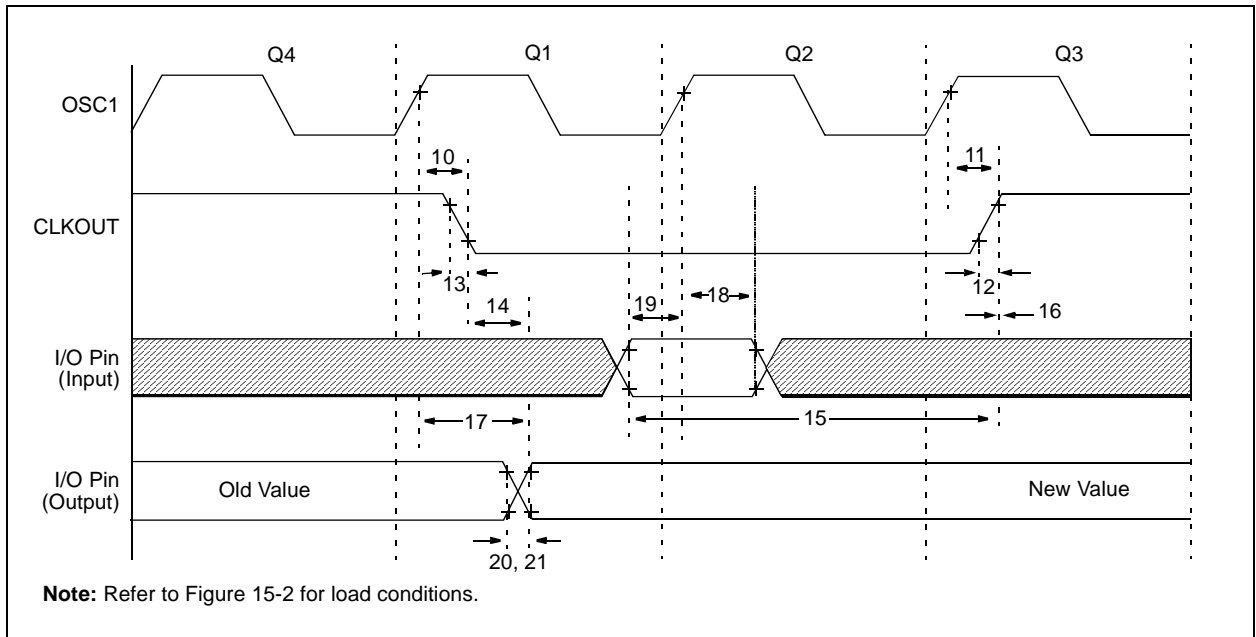 Q4 Q1 Q2 Q3
OSC1
10 11
CLKOUT
13 12
14 19 18 16
I/O Pin
(Input)
17 15
I/O Pin
(Output)
Old Value New Value
20, 21
Note: Refer to Figure 15-2 for load conditions.